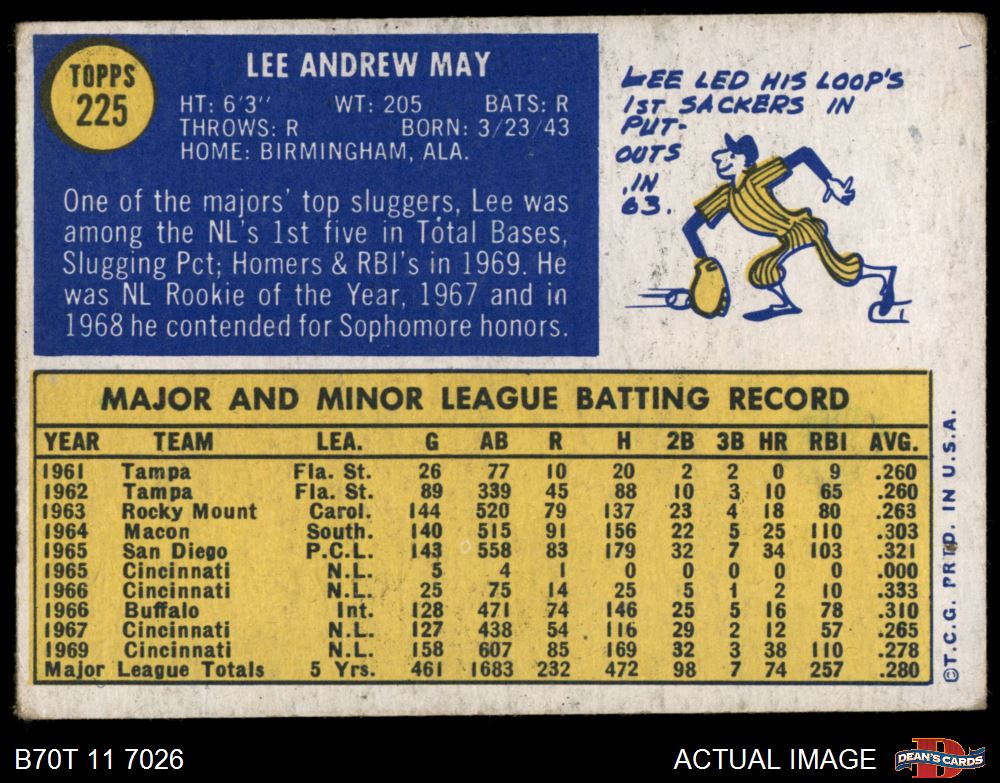 TOPPS
225
LEE ANDREW MAY
HT: 6'3" WT: 205 BATS: R
THROWS: R BORN: 3/23/43
HOME: BIRMINGHAM, ALA.
One of the majors' top sluggers, Lee was
among the NL's 1st five in Total Bases,
Slugging Pct; Homers & RBI's in 1969. He
was NL Rookie of the Year, 1967 and in
1968 he contended for Sophomore honors.
LEE LED HIS LOOP'S
1ST SACKERS IN
PUT-
OUTS
IN
63.
MAJOR AND MINOR LEAGUE BATTING RECORD
YEAR TEAM LEA. G AB R H 2B 3B HR RBI AVG.
1961 Tampa Fla. St. 26 77 10 20 2 2 0 9 .260
1962 Tampa Fla. St. 89 339 45 88 10 3 10 65 .260
1963 Rocky Mount Carol. 144 520 79 137 23 4 18 80 .263
1964 Macon South. 140 515 91 156 22 5 25 110 .303
1965 San Diego P.C.L. 143 558 83 179 32 7 34 103 .321
1965 Cincinnati N.L. 5 4 1 0 0 0 0 0 .000
1966 Cincinnati N.L. 25 75 14 25 5 1 2 10 .333
1966 Buffalo Int. 128 471 74 146 25 5 16 78 .310
1967 Cincinnati N.L. 127 438 54 116 29 2 12 57 .265
1969 Cincinnati N.L. 158 607 85 169 32 3 38 110 .278
Major League Totals 5 Yrs. 461 1683 232 472 98 7 74 257 .280
©T.C.G. PRTD. IN U.S.A.
B70T 11 7026
ACTUAL IMAGE
D
DEAN'S CARDS